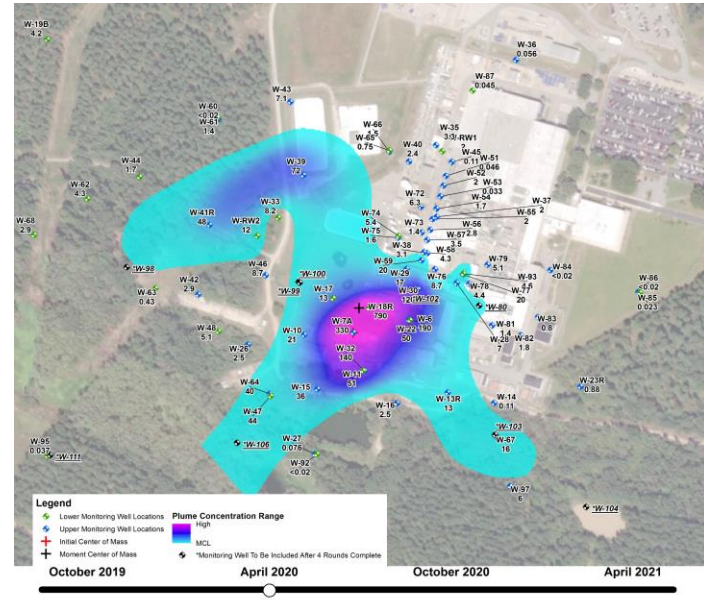 W-19B
4.2
W-36
0.056
W-87
0.045
W-43
7.1
W-60
<0.02
W-61
1.4
W-66
1.5
W-65
0.75
W-40
2.4
W-35
W-RW1
W-45
0.11
W-51
0.046
W-52
2
W-53
0.033
W-54
1.7
W-37
2
W-55
2
W-44
1.7
W-39
72
W-62
4.3
W-72
6.3
W-33
8.2
W-41R
48
W-RW2
12
W-74
5.4
W-75
1.6
W-73
1.4
W-56
2.8
W-57
3.5
W-68
2.9
W-38
3.1
W-58
4.3
W-59
20
W-29
17
W-79
5.1
W-84
<0.02
*W-98
W-46
8.7
*W-100
*W-99
W-76
8.7
W-93
4.6
W-77
20
W-78
4.4
W-86
<0.02
W-85
0.023
W-63
0.43
W-42
2.9
W-17
13
W-30
120
*W-102
*W-80
W-18R
790
W-7A
330
W-6
190
W-22
50
W-81
1.4
W-83
0.8
W-82
1.8
W-28
7
W-48
5.1
W-10
21
W-26
2.5
W-32
140
W-11
51
W-64
40
W-15
36
W-47
44
W-16
2.5
W-13R
13
W-14
0.11
W-23R
0.88
*W-103
W-67
16
W-95
0.037
*W-111
*W-106
W-27
0.076
W-92
<0.02
W-97
6
*W-104
Legend
Lower Monitoring Well Locations
Upper Monitoring Well Locations
Initial Center of Mass
Moment Center of Mass
Plume Concentration Range
High
MCL
*Monitoring Well To Be Included After 4 Rounds Complete
October 2019 April 2020 October 2020 April 2021